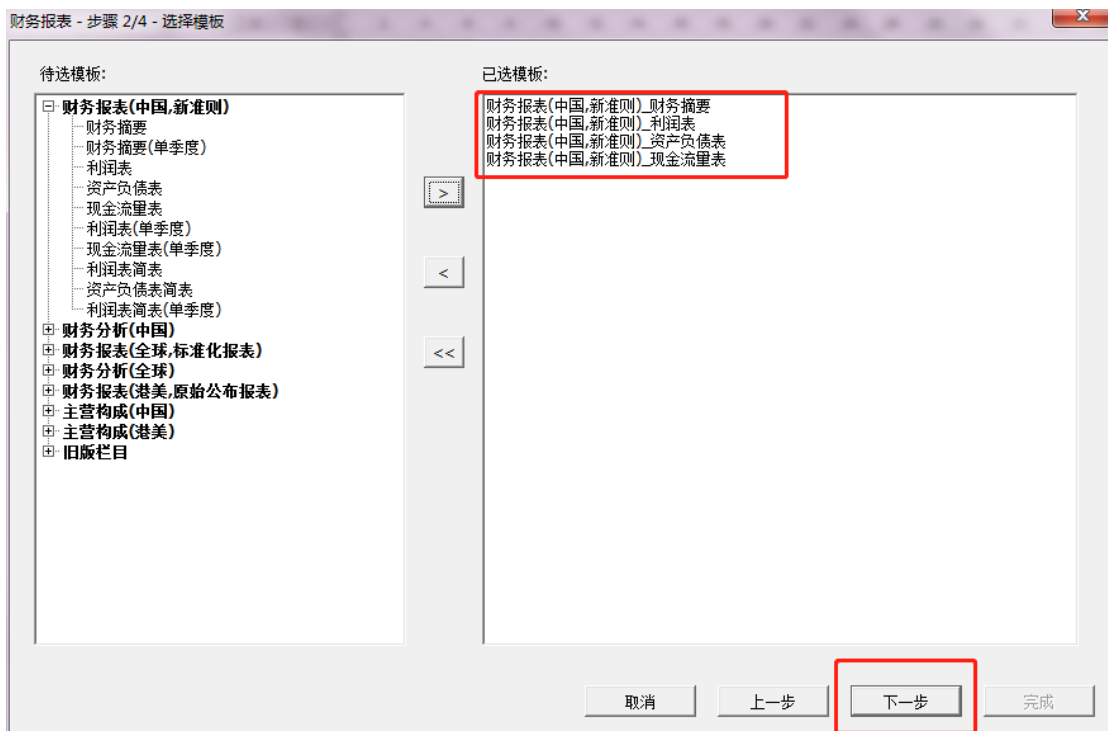 财务报表 - 步骤 2/4 - 选择模板
X
待选模板:
财务报表(中国,新准则)
财务摘要
财务摘要(单季度)
利润表
资产负债表
现金流量表
利润表(单季度)
现金流量表(单季度)
利润表简表
资产负债表简表
利润表简表(单季度)
财务分析(中国)
财务报表(全球,标准化报表)
财务分析(全球)
财务报表(港美,原始公布报表)
主营构成(中国)
主营构成(港美)
旧版栏目
>
<
<<
已选模板:
财务报表(中国,新准则)_财务摘要
财务报表(中国,新准则)_利润表
财务报表(中国,新准则)_资产负债表
财务报表(中国,新准则)_现金流量表
取消 上一步 下一步 完成